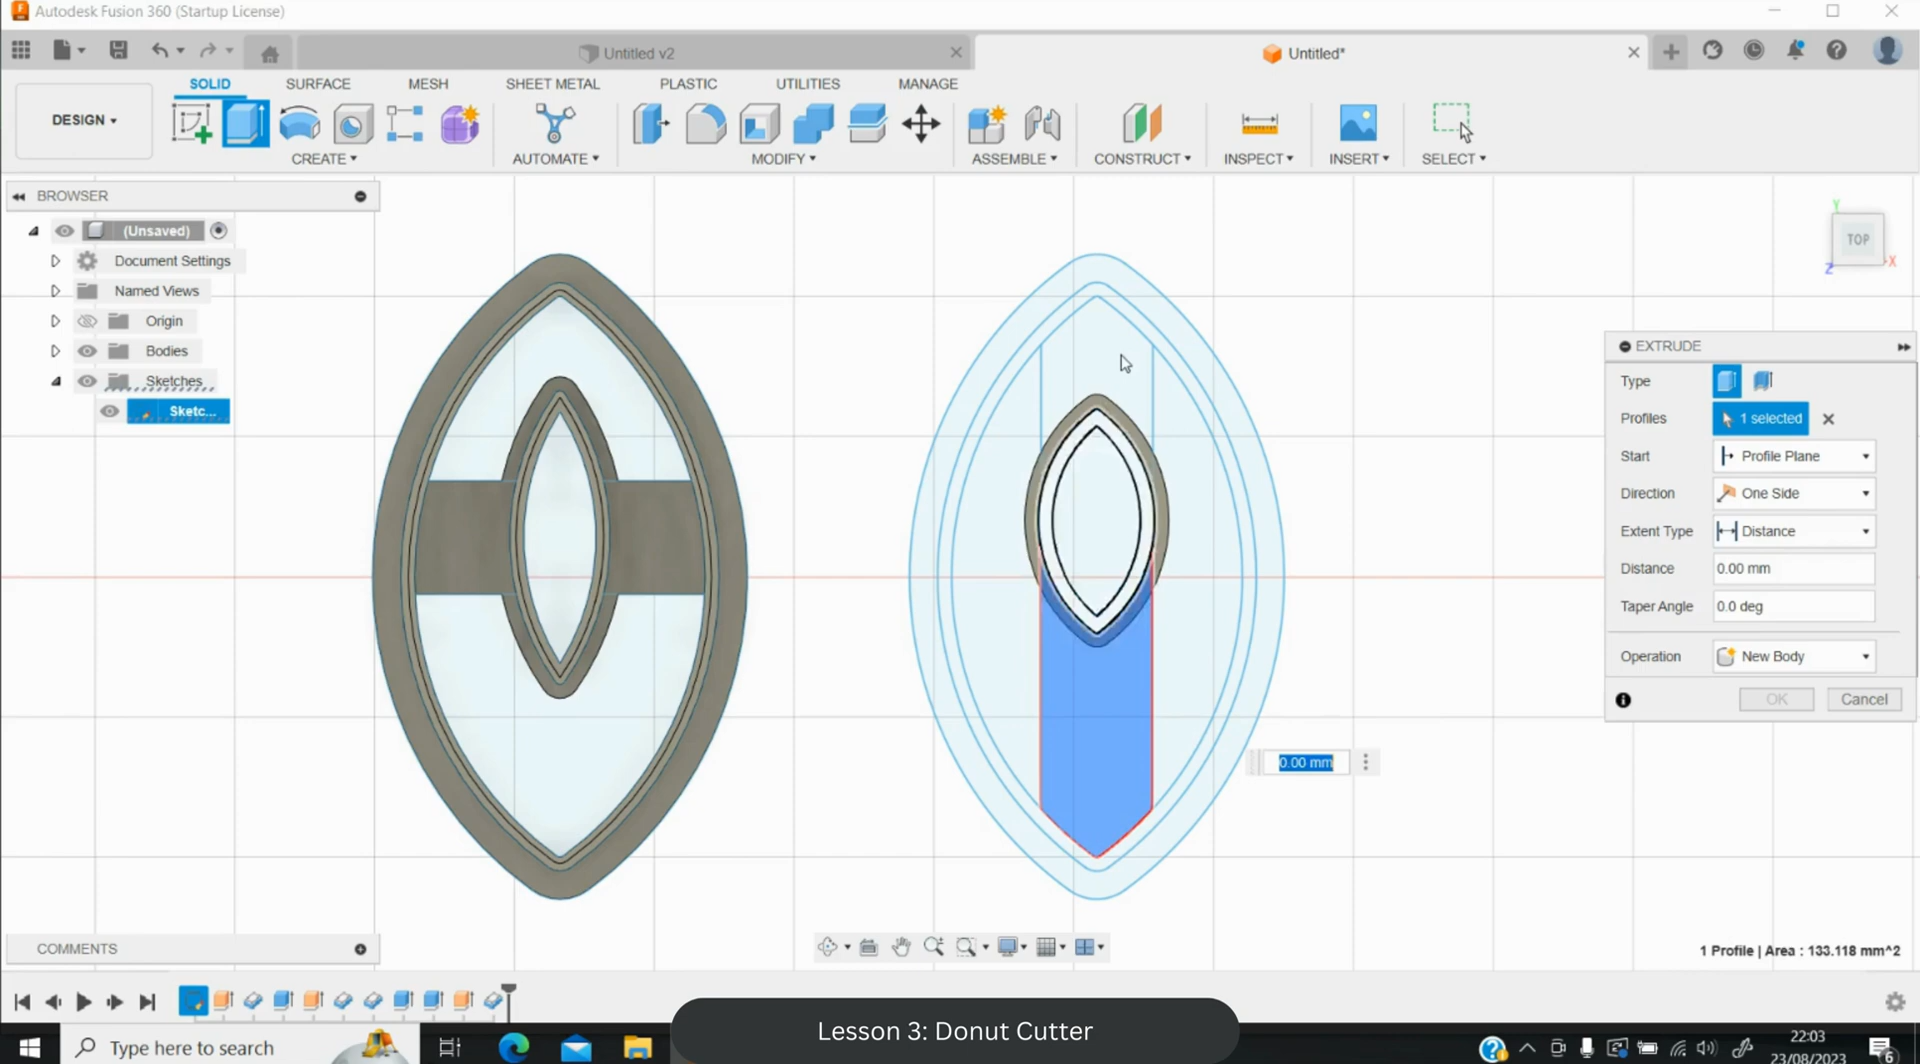 Autodesk Fusion 360 (Startup License)
Untitled v2
Untitled*
SOLID SURFACE MESH SHEET METAL PLASTIC UTILITIES MANAGE
DESIGN
CREATE AUTOMATE MODIFY ASSEMBLE CONSTRUCT INSPECT INSERT SELECT
BROWSER
(Unsaved)
Document Settings
Named Views
Origin
Bodies
Sketches
Sketc...
Y
TOP
Z X
EXTRUDE
Type
Profiles 1 selected
Start Profile Plane
Direction One Side
Extent Type Distance
Distance 0.00 mm
Taper Angle 0.0 deg
Operation New Body
OK Cancel
0.00 mm
COMMENTS
1 Profile | Area : 133.118 mm^2
Lesson 3: Donut Cutter
Type here to search
22:03
23/08/2023
6